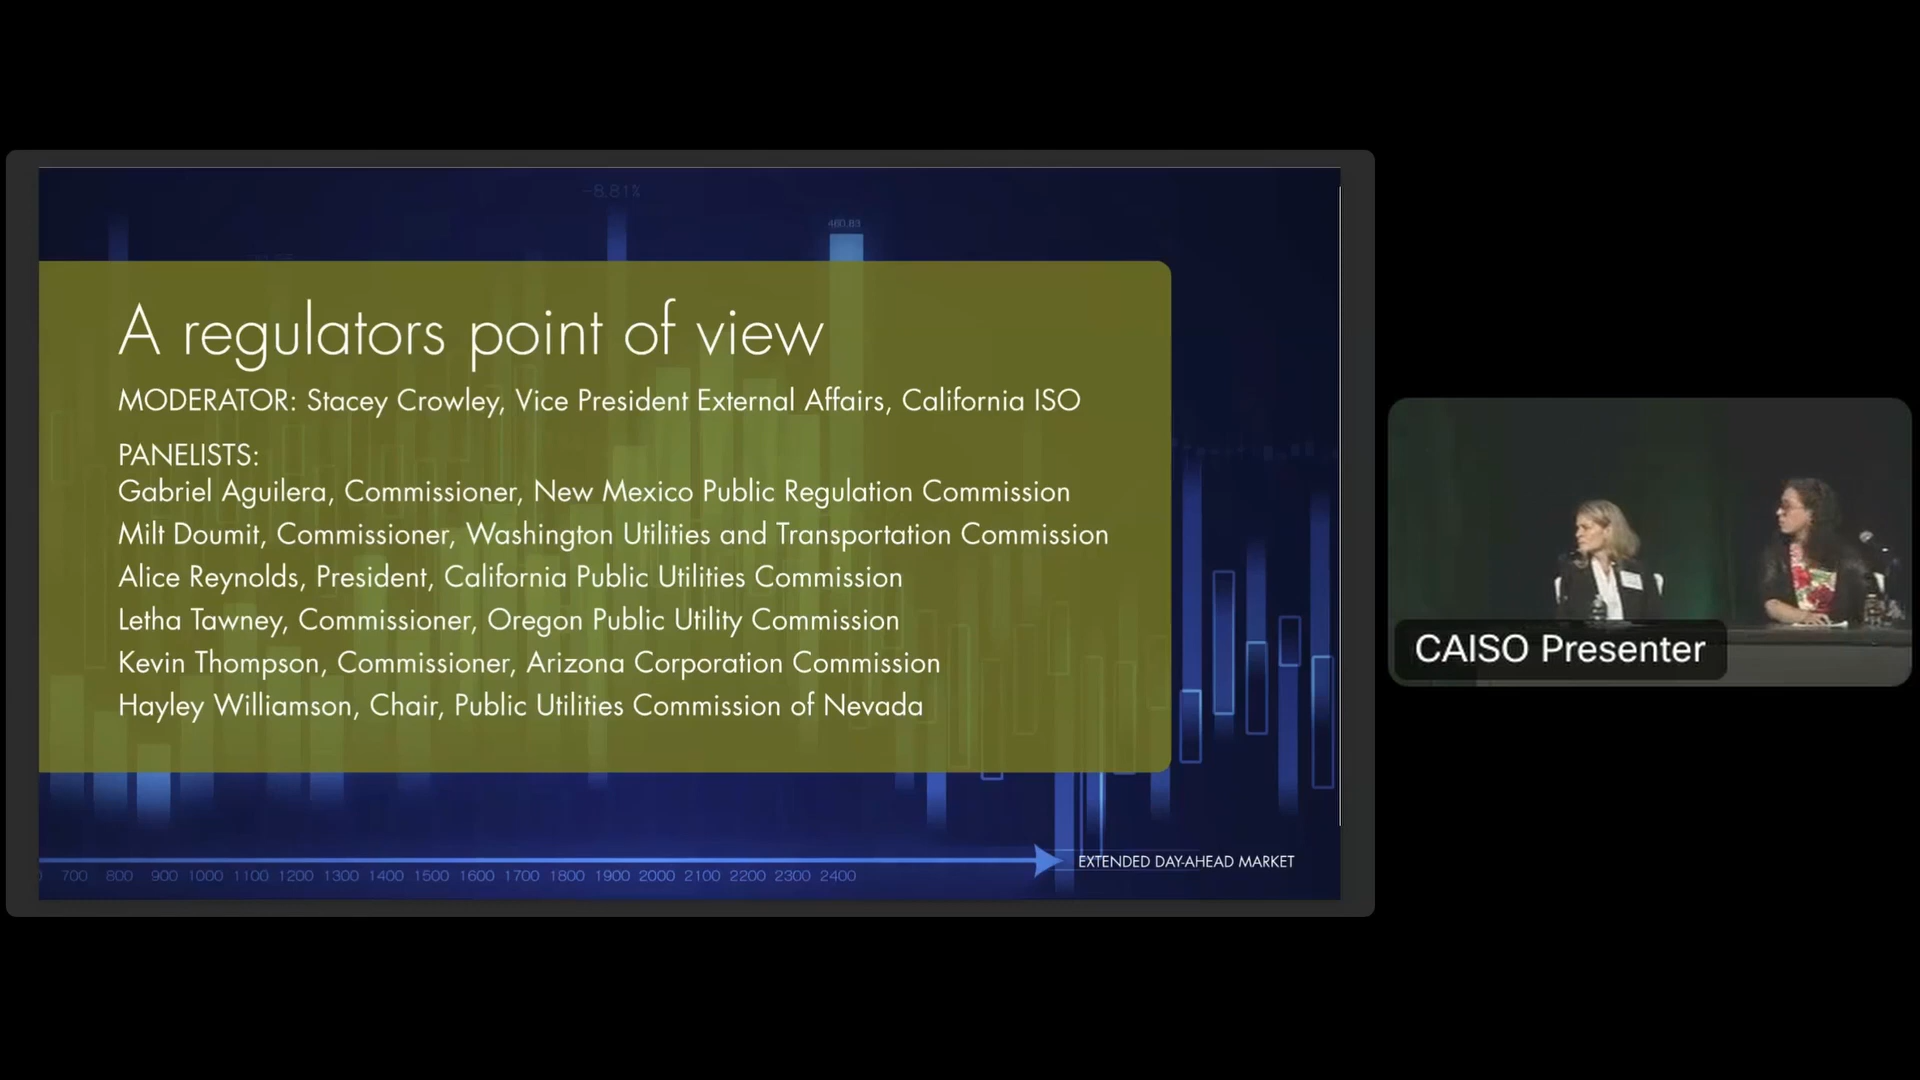 -8.81%
460.83
A regulators point of view
MODERATOR: Stacey Crowley, Vice President External Affairs, California ISO
PANELISTS:
Gabriel Aguilera, Commissioner, New Mexico Public Regulation Commission
Milt Doumit, Commissioner, Washington Utilities and Transportation Commission
Alice Reynolds, President, California Public Utilities Commission
Letha Tawney, Commissioner, Oregon Public Utility Commission
Kevin Thompson, Commissioner, Arizona Corporation Commission
Hayley Williamson, Chair, Public Utilities Commission of Nevada
EXTENDED DAY-AHEAD MARKET
700 800 900 1000 1100 1200 1300 1400 1500 1600 1700 1800 1900 2000 2100 2200 2300 2400
CAISO Presenter